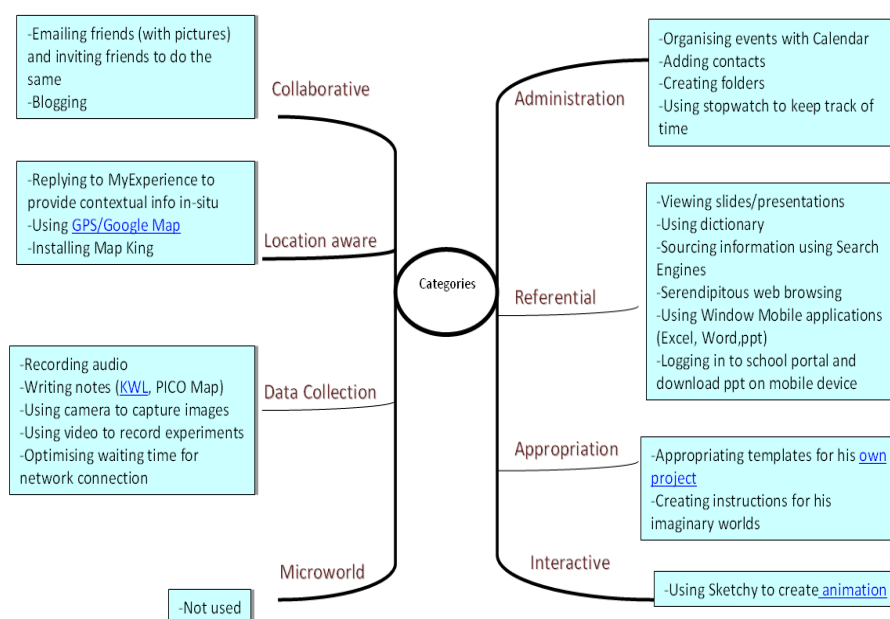 -Emailing friends (with pictures)
and inviting friends to do the
same
-Blogging
Collaborative
-Replying to MyExperience to
provide contextual info in-situ
-Using GPS/Google Map
-Installing Map King
Location aware
-Recording audio
-Writing notes (KWL, PICO Map)
-Using camera to capture images
-Using video to record experiments
-Optimising waiting time for
network connection
Data Collection
Microworld
-Not used
Categories
Administration
-Organising events with Calendar
-Adding contacts
-Creating folders
-Using stopwatch to keep track of
time
Referential
-Viewing slides/presentations
-Using dictionary
-Sourcing information using Search
Engines
-Serendipitous web browsing
-Using Window Mobile applications
(Excel, Word,ppt)
-Logging in to school portal and
download ppt on mobile device
Appropriation
-Appropriating templates for his own
project
-Creating instructions for his
imaginary worlds
Interactive
-Using Sketchy to create animation